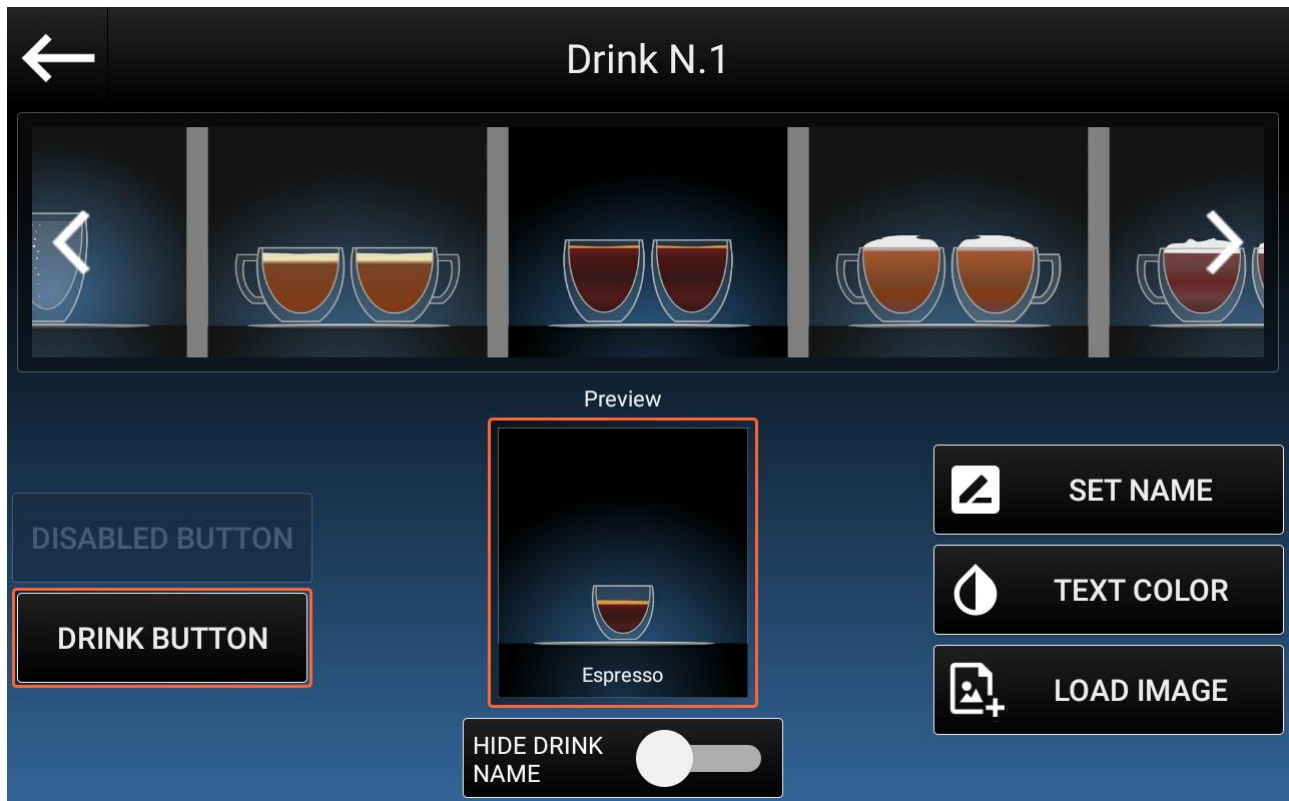 Drink N.1
Preview
DISABLED BUTTON
DRINK BUTTON
Espresso
HIDE DRINK
NAME
SET NAME
TEXT COLOR
LOAD IMAGE